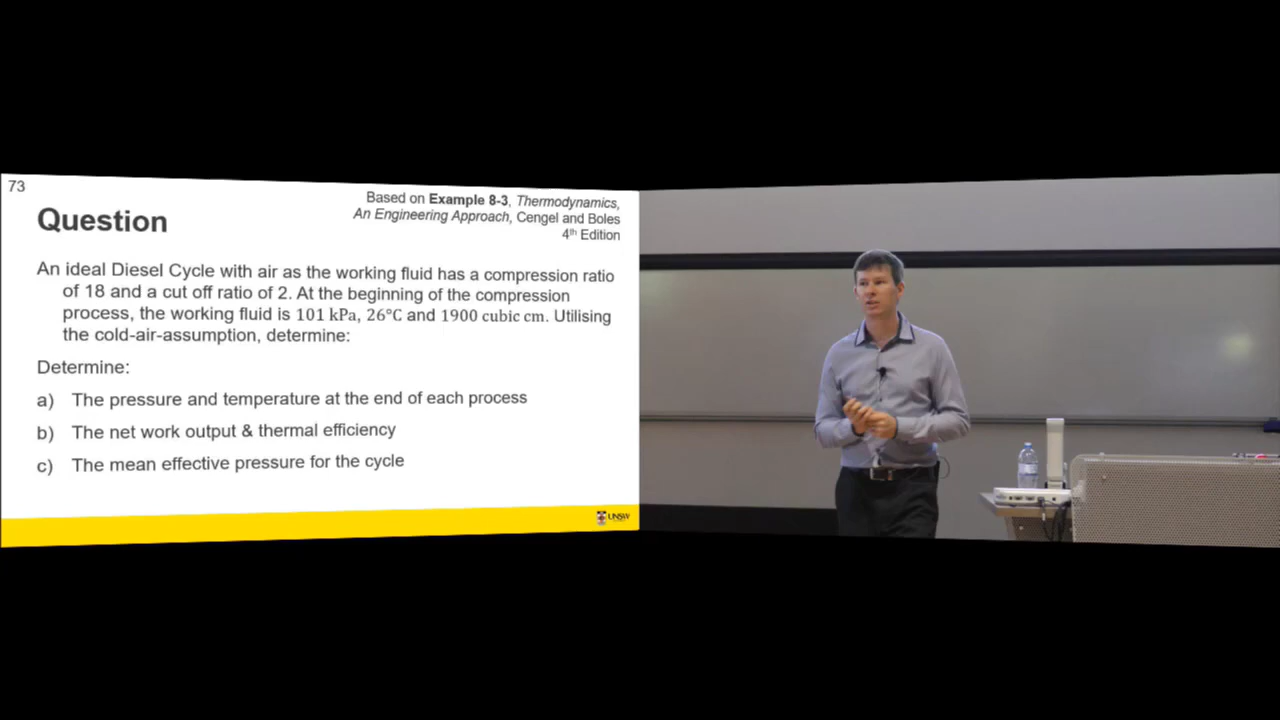 73
Based on Example 8-3, Thermodynamics,
An Engineering Approach, Cengel and Boles
4th Edition
Question
An ideal Diesel Cycle with air as the working fluid has a compression ratio
of 18 and a cut off ratio of 2. At the beginning of the compression
process, the working fluid is 101 kPa, 26°C and 1900 cubic cm. Utilising
the cold-air-assumption, determine:
Determine:
a) The pressure and temperature at the end of each process
b) The net work output & thermal efficiency
c) The mean effective pressure for the cycle
UNSW